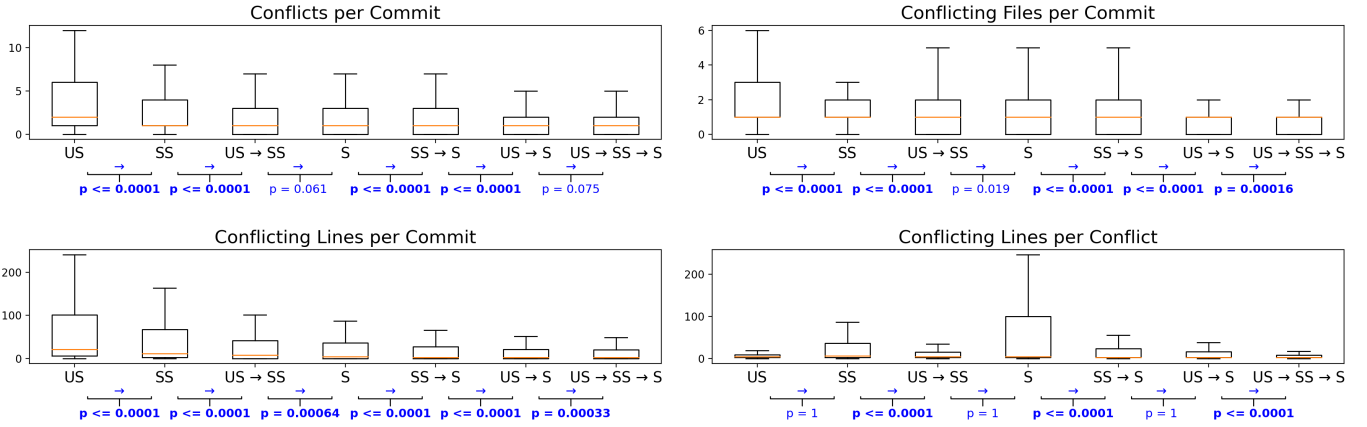 Conflicts per Commit
10
5
0
US SS US → SS S SS → S US → S US → SS → S
→ → → → → →
p <= 0.0001 p <= 0.0001 p = 0.061 p <= 0.0001 p <= 0.0001 p = 0.075
Conflicting Files per Commit
6
4
2
0
US SS US → SS S SS → S US → S US → SS → S
→ → → → → →
p <= 0.0001 p <= 0.0001 p = 0.019 p <= 0.0001 p <= 0.0001 p = 0.00016
Conflicting Lines per Commit
200
100
0
US SS US → SS S SS → S US → S US → SS → S
→ → → → → →
p <= 0.0001 p <= 0.0001 p = 0.00064 p <= 0.0001 p <= 0.0001 p = 0.00033
Conflicting Lines per Conflict
200
100
0
US SS US → SS S SS → S US → S US → SS → S
→ → → → → →
p = 1 p <= 0.0001 p = 1 p <= 0.0001 p = 1 p <= 0.0001